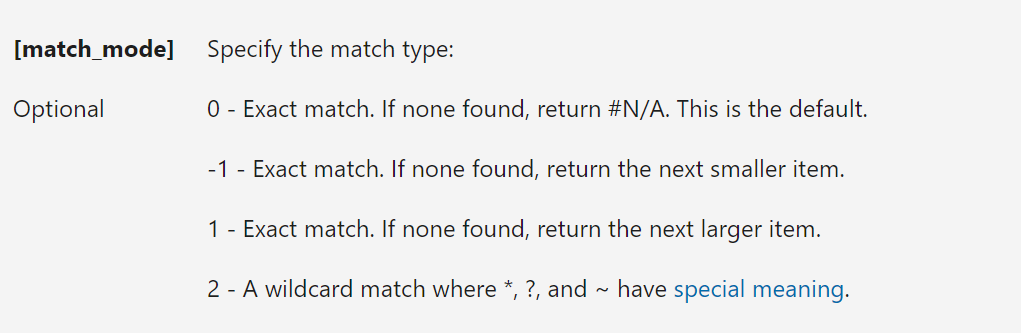 [match_mode] Specify the match type:
Optional 0 - Exact match. If none found, return #N/A. This is the default.
-1 - Exact match. If none found, return the next smaller item.
1 - Exact match. If none found, return the next larger item.
2 - A wildcard match where *, ?, and ~ have special meaning.